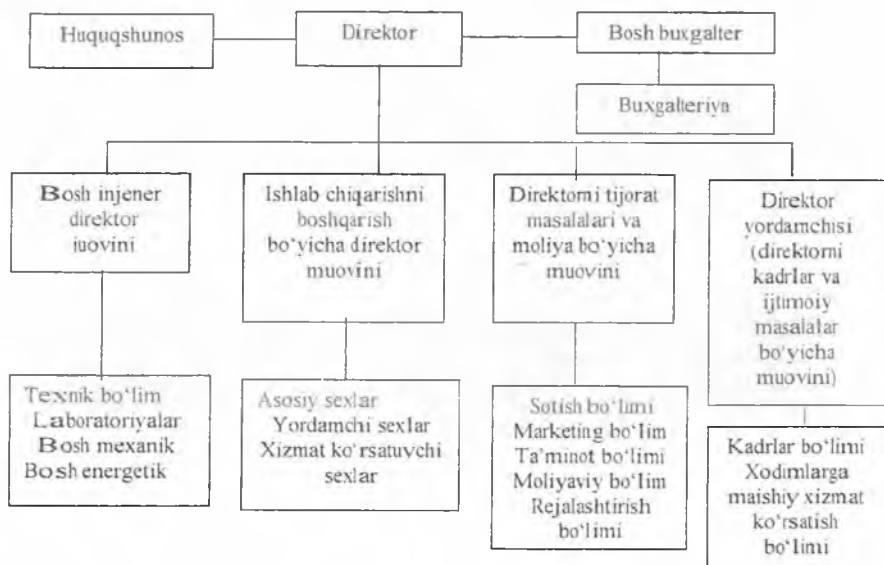 Huquqshunos
Direktor
Bosh buxgalter
Buxgalteriya
Bosh injener
direktor
iuovini
Ishlab chiqarishni
boshqarish
bo‘yicha direktor
muovini
Direktomi tijorat
masalalari va
moliya bo‘yicha
muovini
Direktor
yordamchisi
(direktomi
kadrlar va
ijtimoiy
masalalar
bo‘yicha
muovini)
Texnik bo‘lim
Laboratoriyalar
Bosh mexanik
Bosh energetik
Asosiy sexlar
Yordamchi sexlar
Xizmat ko‘rsatuvchi
sexlar
Sotish bo‘limi
Marketing bo‘lim
Ta’minot bo‘limi
Moliyaviy bo‘lim
Rejalashtirish
bo‘limi
Kadrlar bo‘limi
Xodimlarga
maishiy xizmat
ko‘rsatish
bo‘limi